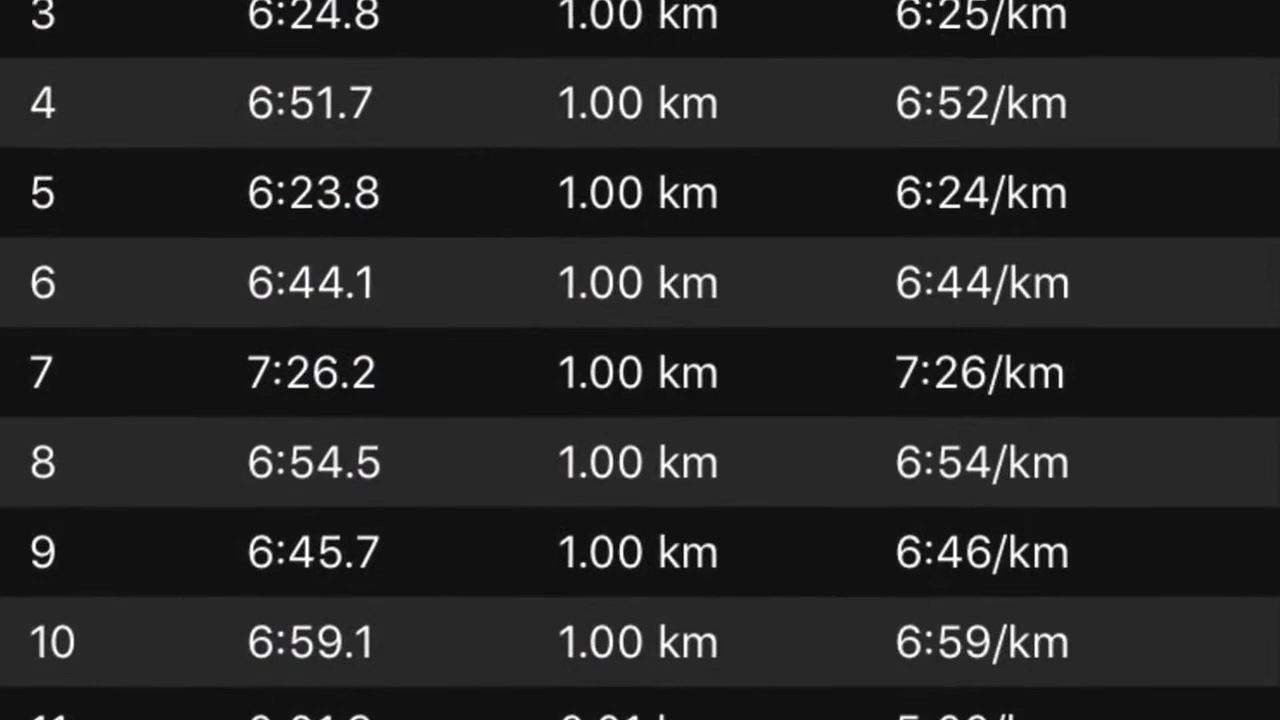 3 6:24.8 1.00 km 6:25/km
4 6:51.7 1.00 km 6:52/km
5 6:23.8 1.00 km 6:24/km
6 6:44.1 1.00 km 6:44/km
7 7:26.2 1.00 km 7:26/km
8 6:54.5 1.00 km 6:54/km
9 6:45.7 1.00 km 6:46/km
10 6:59.1 1.00 km 6:59/km